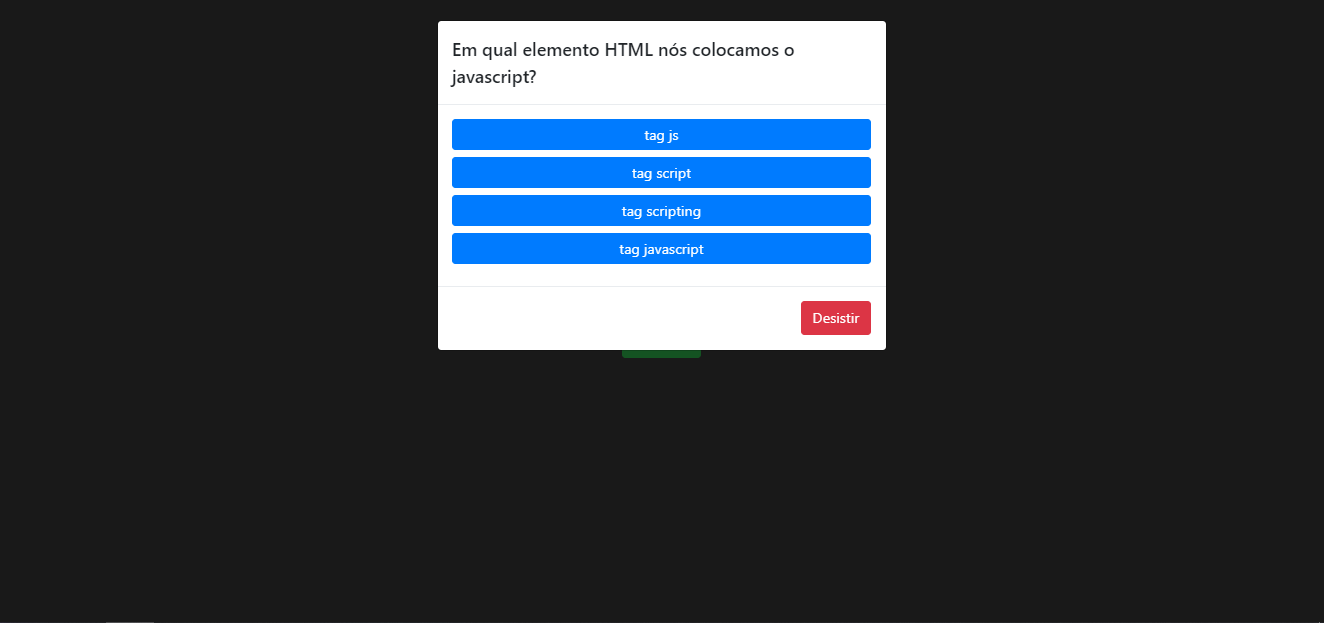 Em qual elemento HTML nós colocamos o
javascript?
tag js
tag script
tag scripting
tag javascript
Desistir